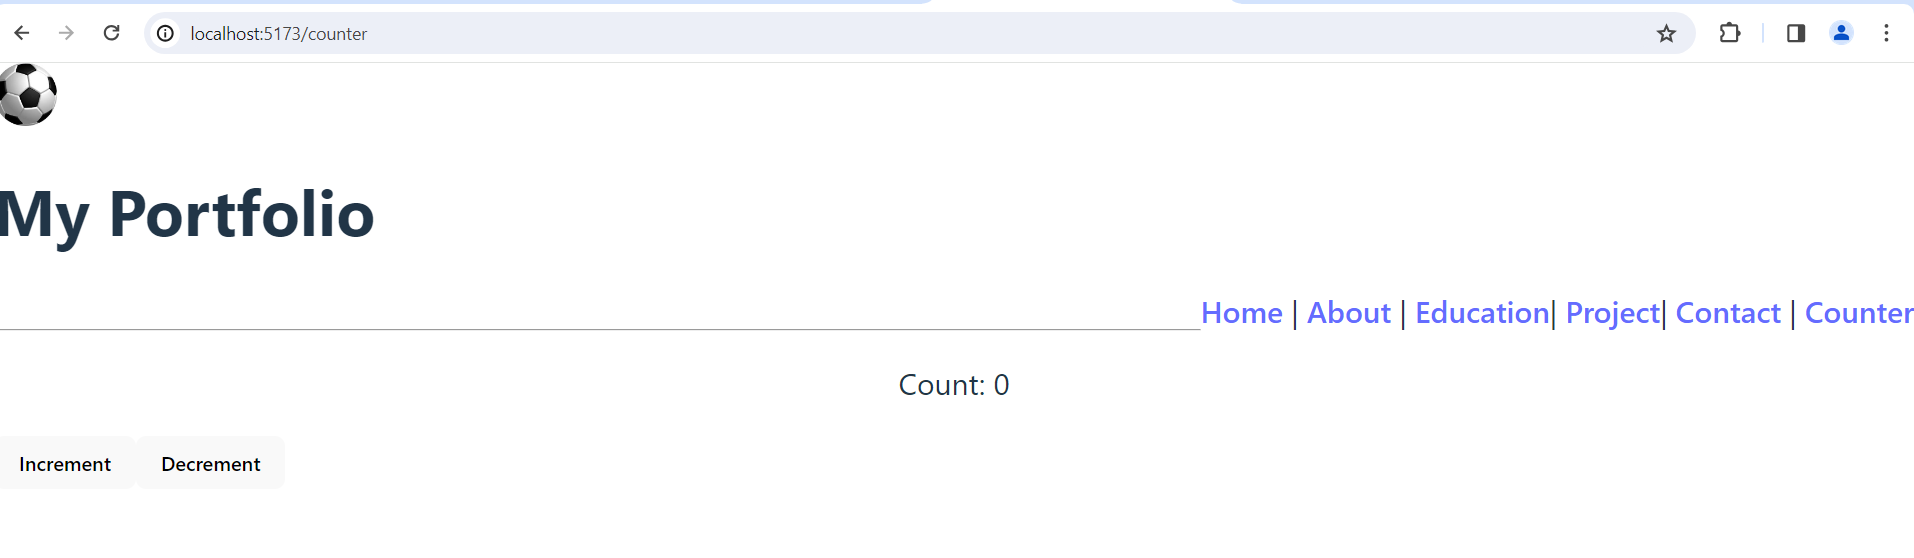 localhost:5173/counter
My Portfolio
Home | About | Education| Project| Contact | Counter
Count: 0
Increment Decrement